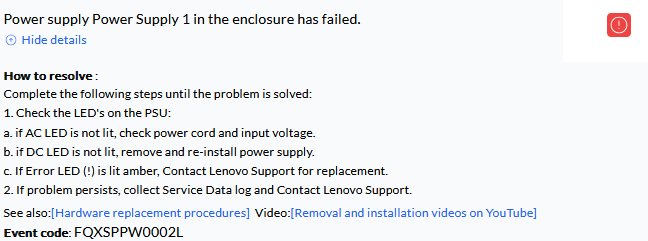 Power supply Power Supply 1 in the enclosure has failed.
Hide details
How to resolve :
Complete the following steps until the problem is solved:
1. Check the LED's on the PSU:
a. if AC LED is not lit, check power cord and input voltage.
b. if DC LED is not lit, remove and re-install power supply.
c. If Error LED (!) is lit amber, Contact Lenovo Support for replacement.
2. If problem persists, collect Service Data log and Contact Lenovo Support.
See also:[Hardware replacement procedures] Video:[Removal and installation videos on YouTube]
Event code: FQXSPPW0002L